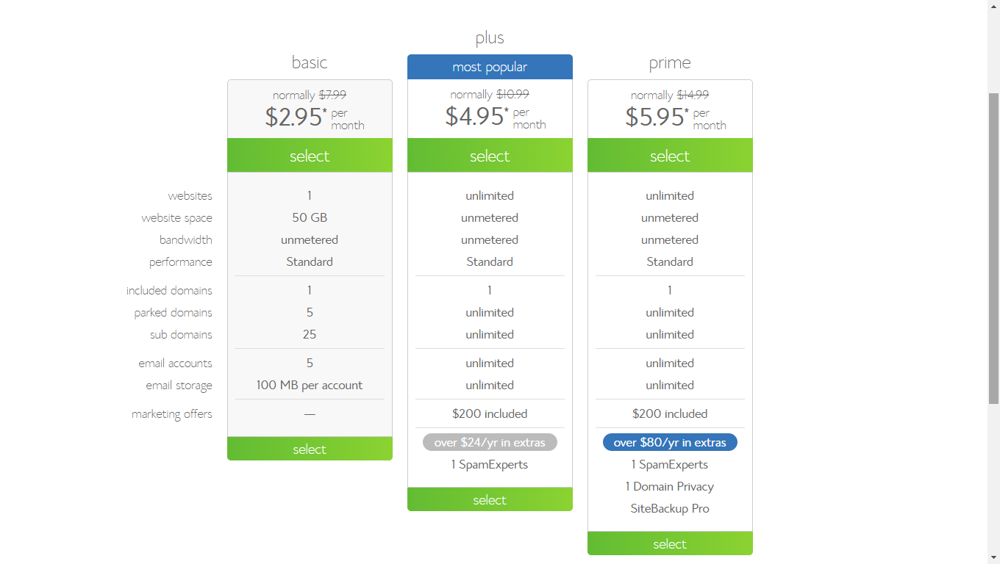 plus
basic
most popular
prime
normally $7.99
$2.95* per month
normally $10.99
$4.95* per month
normally $14.99
$5.95* per month
select select select
websites 1 unlimited unlimited
website space 50 GB unmetered unmetered
bandwidth unmetered unmetered unmetered
performance Standard Standard Standard
included domains 1 1 1
parked domains 5 unlimited unlimited
sub domains 25 unlimited unlimited
email accounts 5 unlimited unlimited
email storage 100 MB per account unlimited unlimited
marketing offers — $200 included $200 included
over $24/yr in extras over $80/yr in extras
select
1 SpamExperts 1 SpamExperts
1 Domain Privacy
select
SiteBackup Pro
select